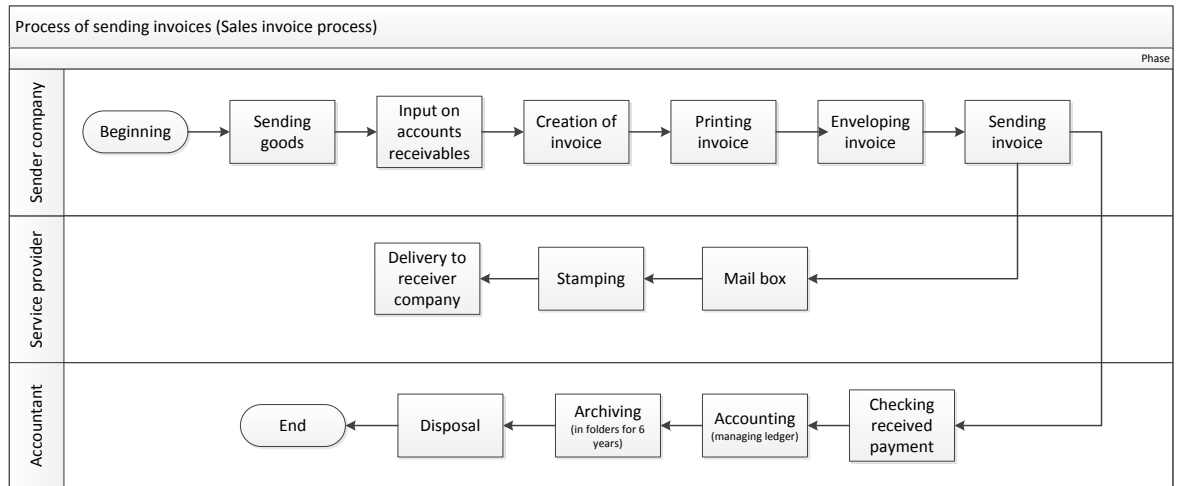 Process of sending invoices (Sales invoice process)
Phase
Sender company
Beginning
Sending
goods
Input on
accounts
receivables
Creation of
invoice
Printing
invoice
Enveloping
invoice
Sending
invoice
Service provider
Delivery to
receiver
company
Stamping
Mail box
Accountant
End
Disposal
Archiving
(in folders for 6
years)
Accounting
(managing ledger)
Checking
received
payment